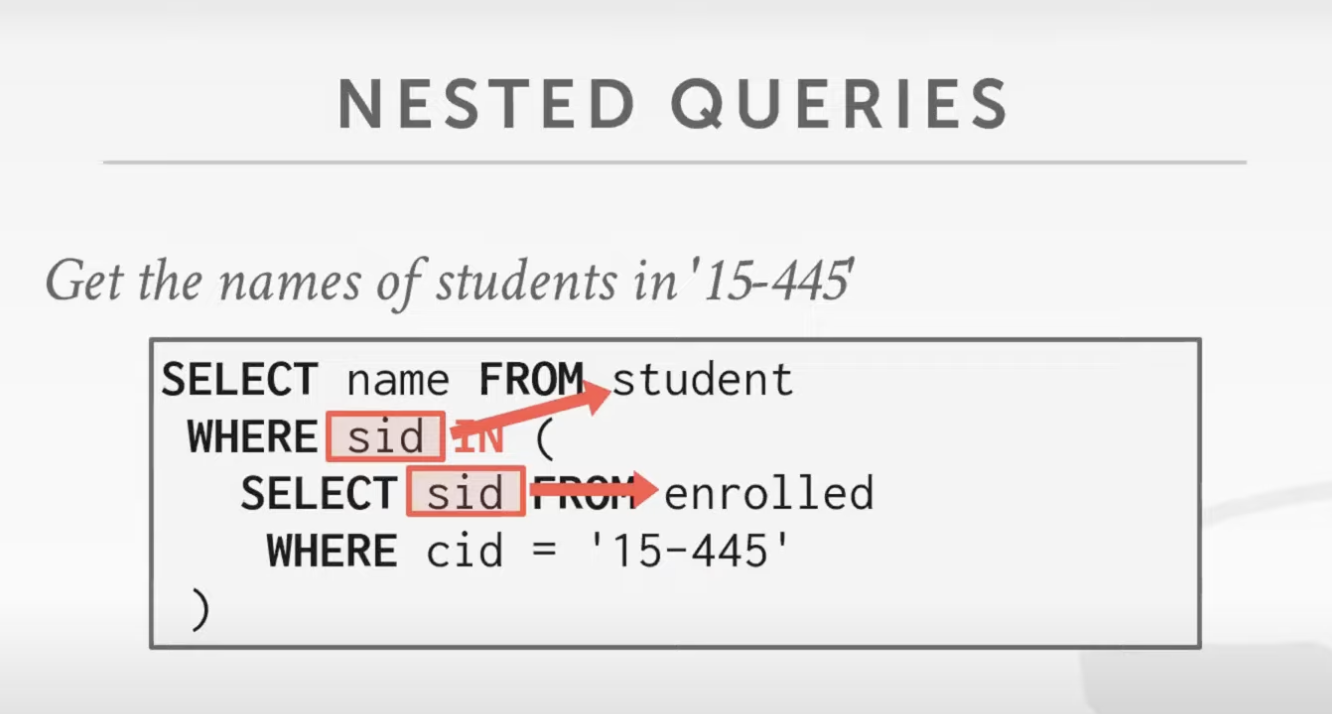 NESTED QUERIES
Get the names of students in '15-445'
SELECT name FROM student
WHERE sid IN (
SELECT sid FROM enrolled
WHERE cid = '15-445'
)